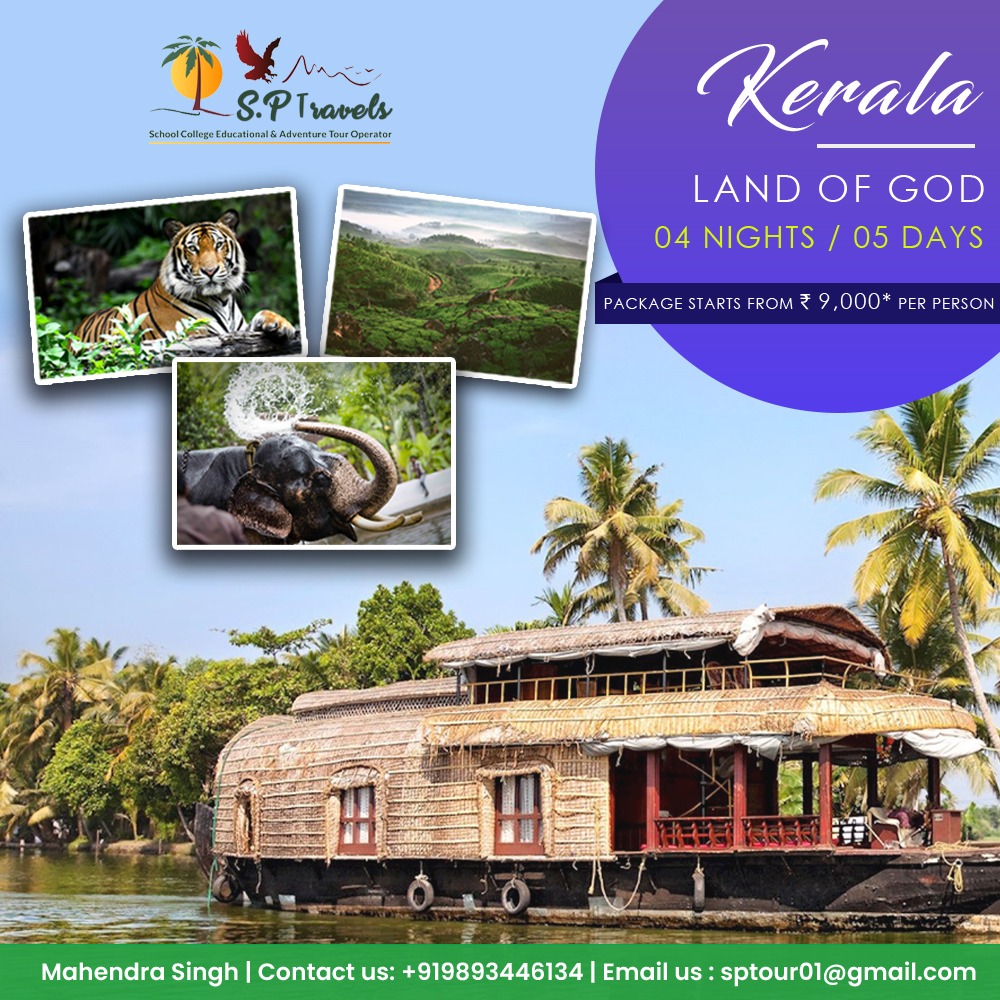 S.P Travels
School College Educational & Adventure Tour Operator
Kerala
LAND OF GOD
04 NIGHTS / 05 DAYS
PACKAGE STARTS FROM ₹ 9,000* PER PERSON
Mahendra Singh | Contact us: +919893446134 | Email us : sptour01@gmail.com